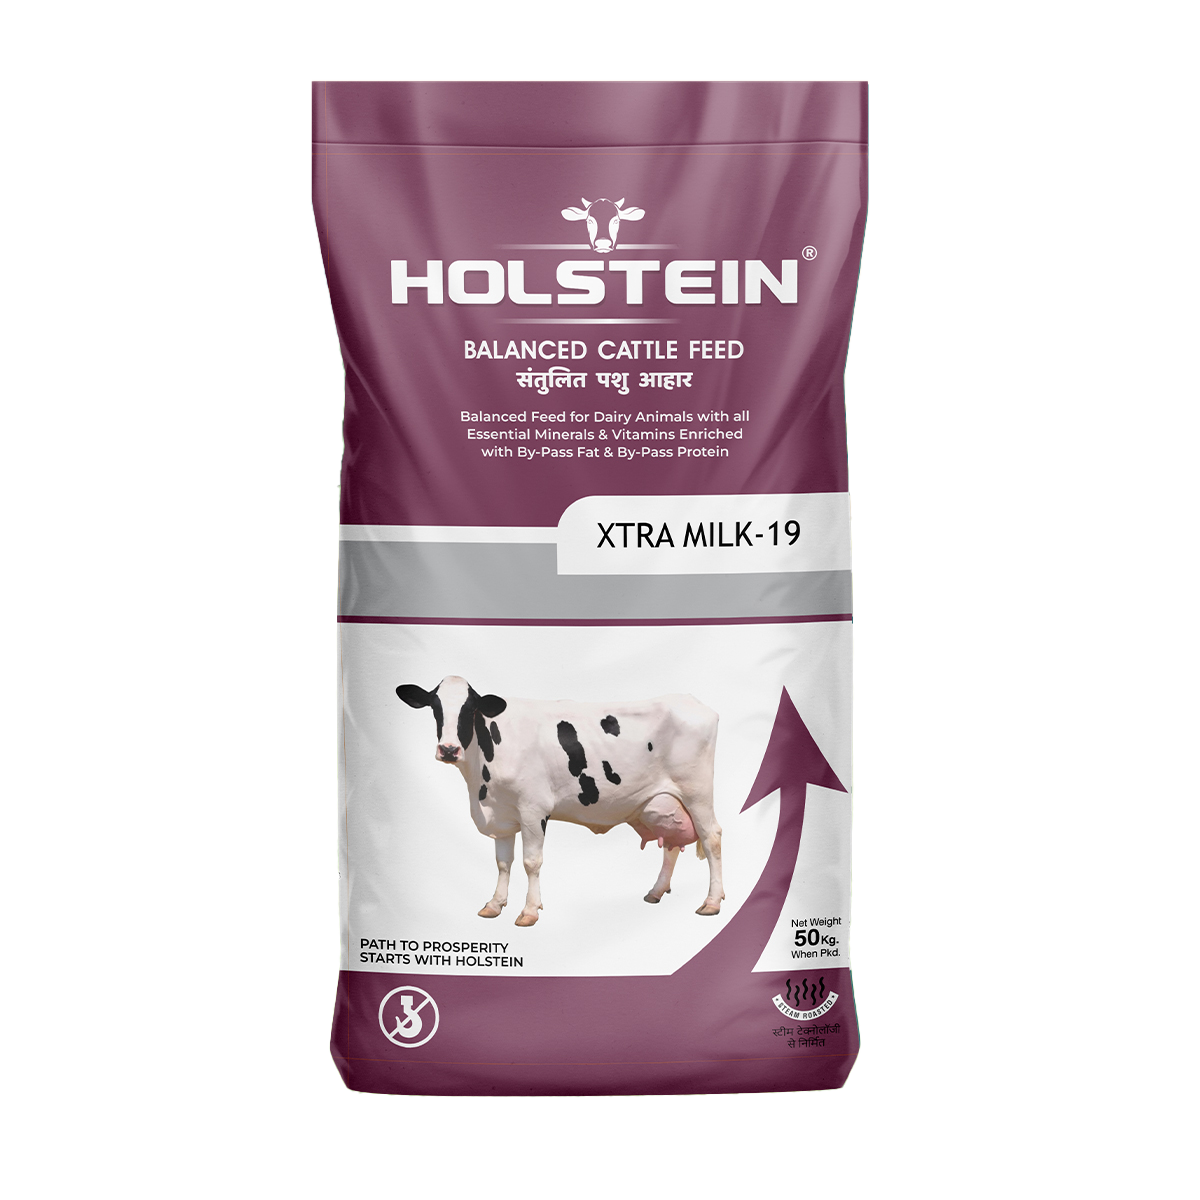 HOLSTEIN®
BALANCED CATTLE FEED
संतुलित पशु आहार
Balanced Feed for Dairy Animals with all
Essential Minerals & Vitamins Enriched
with By-Pass Fat & By-Pass Protein
XTRA MILK-19
Net Weight
50Kg.
When Pkd.
PATH TO PROSPERITY
STARTS WITH HOLSTEIN
STEAM ROASTED
स्टीम टेक्नोलॉजी
से निर्मित